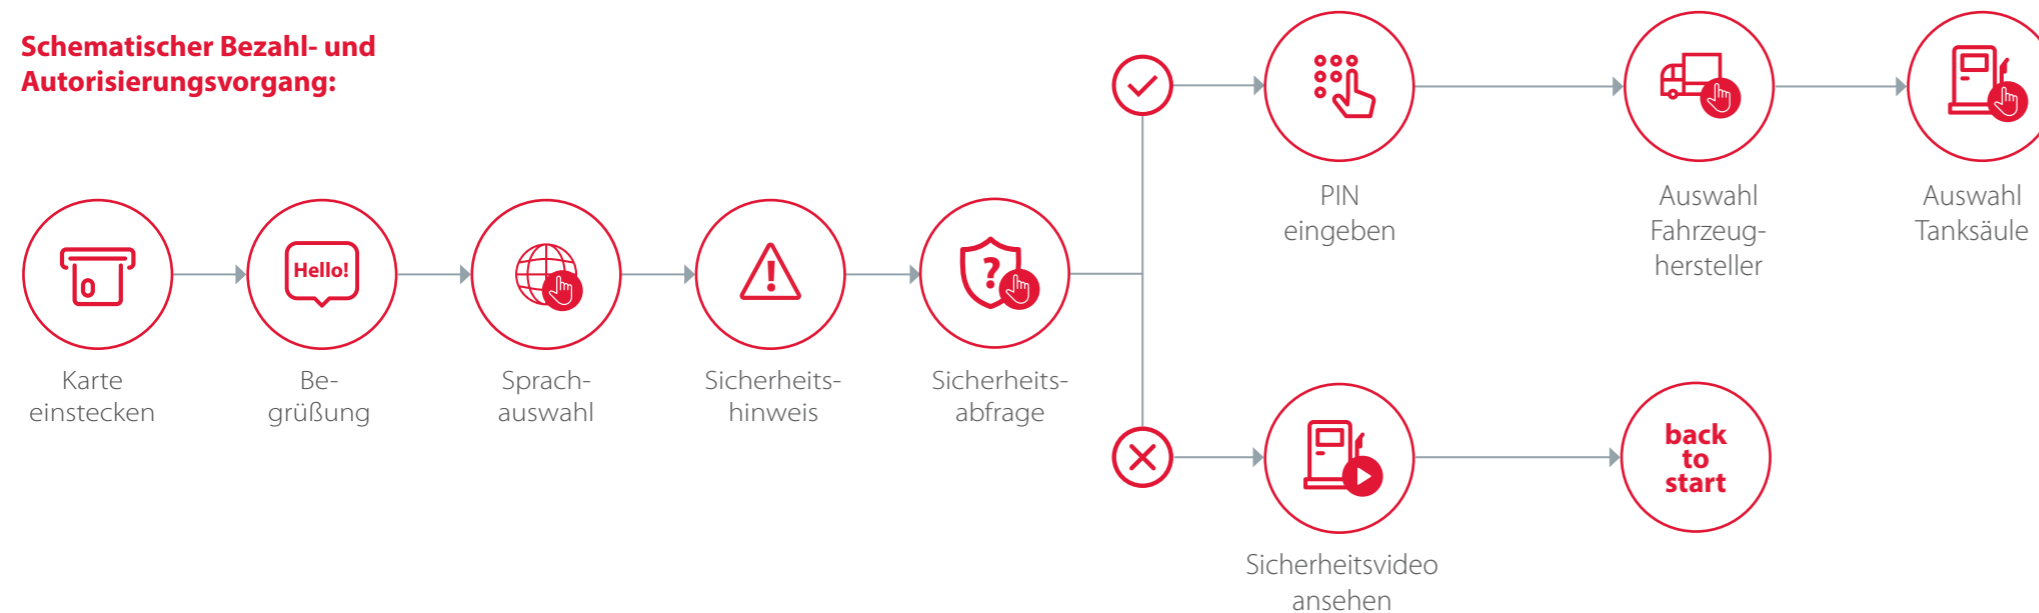 Schematischer Bezahl- und
Autorisierungsvorgang:
Karte
einstecken
Hello!
Be-
grüßung
Sprach-
auswahl
!
Sicherheits-
hinweis
?
Sicherheits-
abfrage
PIN
eingeben
Auswahl
Fahrzeug-
hersteller
Auswahl
Tanksäule
Sicherheitsvideo
ansehen
back
to
start